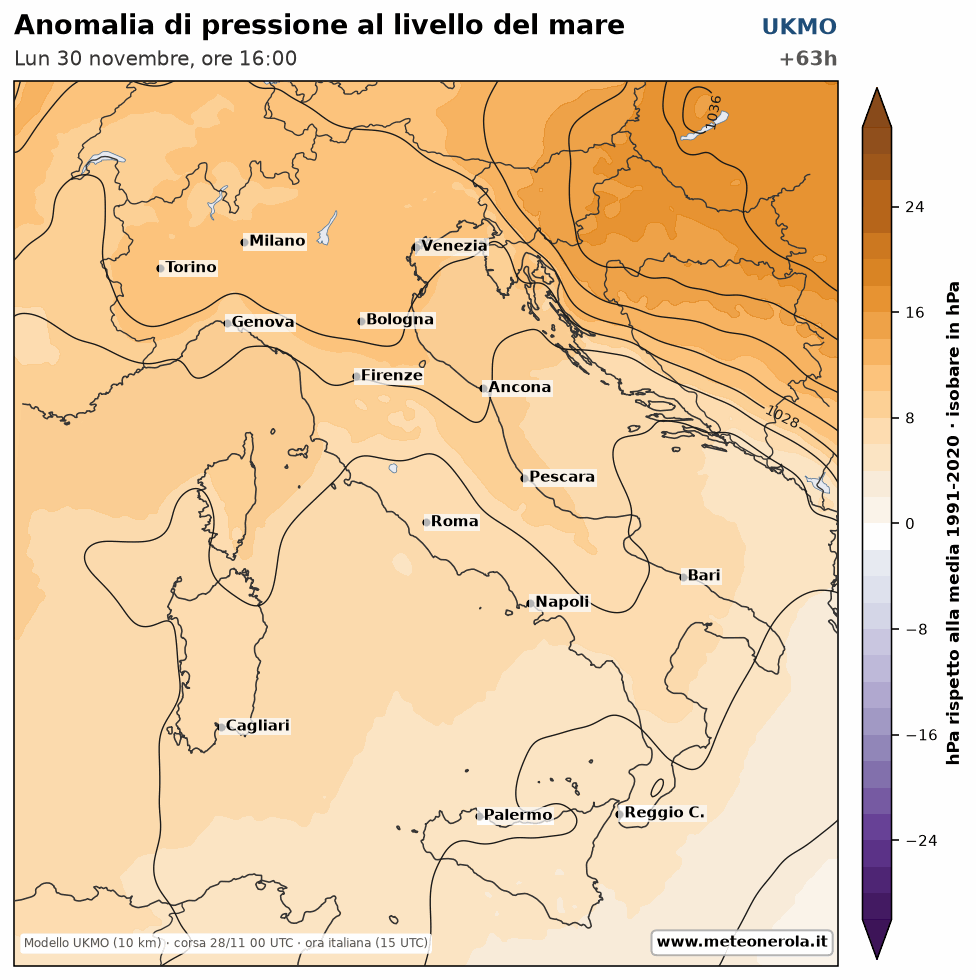 Anomalia di pressione al livello del mare
UKMO
Lun 30 novembre, ore 16:00
+63h
1036
Milano
Venezia
Torino
Genova
Bologna
Firenze
Ancona
1028
Pescara
Roma
Bari
Napoli
Cagliari
Palermo
Reggio C.
24
16
8
0
−8
−16
−24
hPa rispetto alla media 1991-2020 · isobare in hPa
Modello UKMO (10 km) · corsa 28/11 00 UTC · ora italiana (15 UTC)
www.meteonerola.it